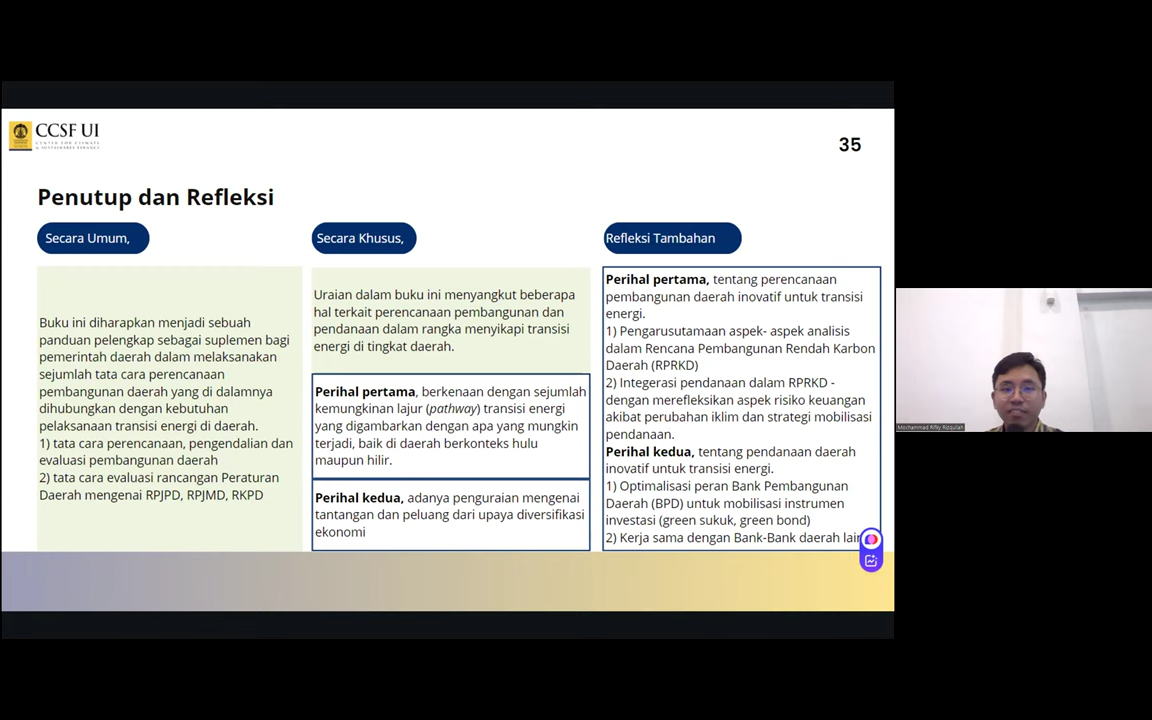 CCSF UI
CENTER FOR CLIMATE
& SUSTAINABLE FINANCE
35
Penutup dan Refleksi
Secara Umum,
Buku ini diharapkan menjadi sebuah
panduan pelengkap sebagai suplemen bagi
pemerintah daerah dalam melaksanakan
sejumlah tata cara perencanaan
pembangunan daerah yang di dalamnya
dihubungkan dengan kebutuhan
pelaksanaan transisi energi di daerah.
1) tata cara perencanaan, pengendalian dan
evaluasi pembangunan daerah
2) tata cara evaluasi rancangan Peraturan
Daerah mengenai RPJPD, RPJMD, RKPD
Secara Khusus,
Uraian dalam buku ini menyangkut beberapa
hal terkait perencanaan pembangunan dan
pendanaan dalam rangka menyikapi transisi
energi di tingkat daerah.
Perihal pertama, berkenaan dengan sejumlah
kemungkinan lajur (pathway) transisi energi
yang digambarkan dengan apa yang mungkin
terjadi, baik di daerah berkonteks hulu
maupun hilir.
Perihal kedua, adanya penguraian mengenai
tantangan dan peluang dari upaya diversifikasi
ekonomi
Refleksi Tambahan
Perihal pertama, tentang perencanaan
pembangunan daerah inovatif untuk transisi
energi.
1) Pengarusutamaan aspek- aspek analisis
dalam Rencana Pembangunan Rendah Karbon
Daerah (RPRKD)
2) Integerasi pendanaan dalam RPRKD -
dengan merefleksikan aspek risiko keuangan
akibat perubahan iklim dan strategi mobilisasi
pendanaan.
Perihal kedua, tentang pendanaan daerah
inovatif untuk transisi energi.
1) Optimalisasi peran Bank Pembangunan
Daerah (BPD) untuk mobilisasi instrumen
investasi (green sukuk, green bond)
2) Kerja sama dengan Bank-Bank daerah lain
Mochammad Rifky Rizqullah